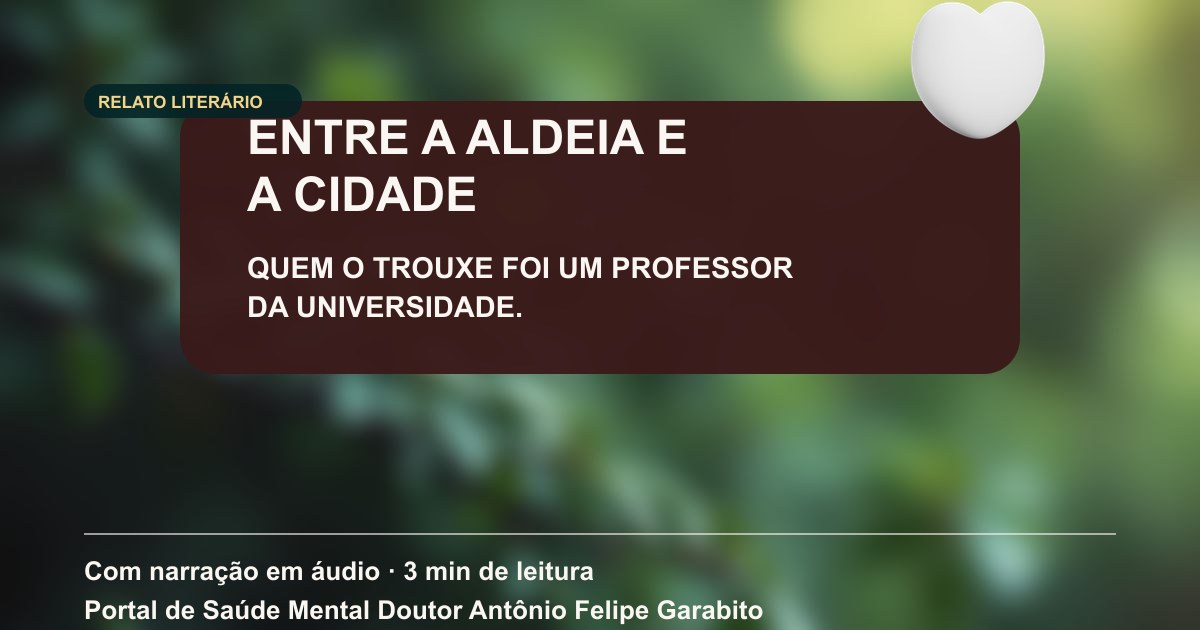 RELATO LITERÁRIO
ENTRE A ALDEIA E
A CIDADE
QUEM O TROUXE FOI UM PROFESSOR
DA UNIVERSIDADE.
Com narração em áudio · 3 min de leitura
Portal de Saúde Mental Doutor Antônio Felipe Garabito